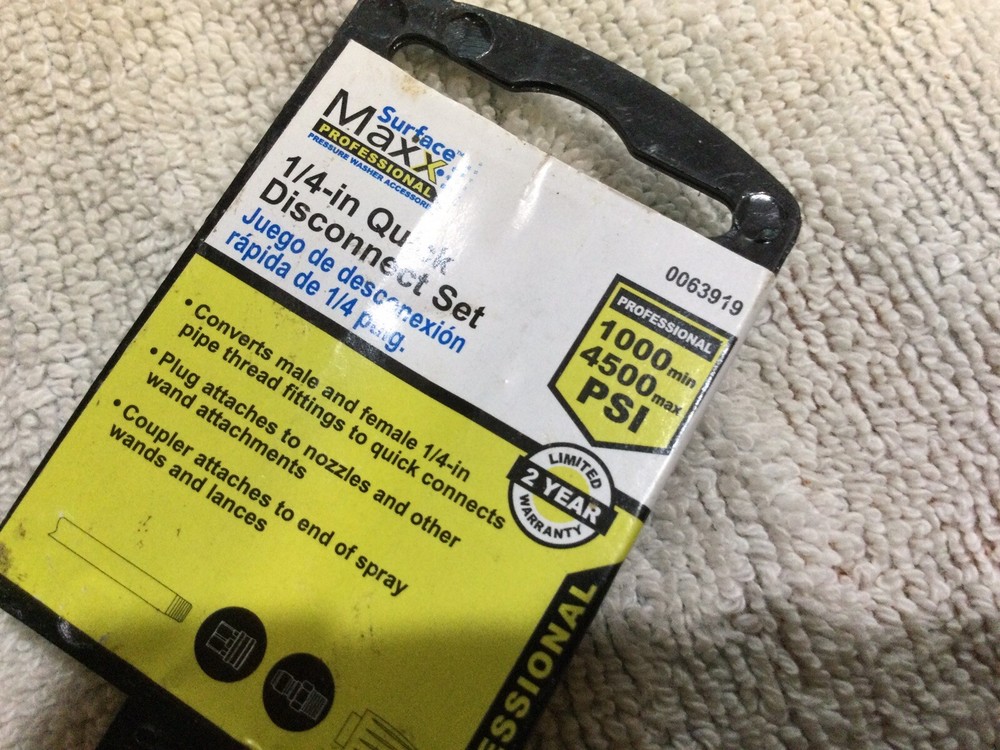 Surface™
Maxx
PROFESSIONAL
PRESSURE WASHER ACCESSORIES
1/4-in Quick
Disconnect Set
Juego de desconexión
rápida de 1/4 pulg.
0063919
PROFESSIONAL
1000 min
4500 max
PSI
• Converts male and female 1/4-in
pipe thread fittings to quick connects
• Plug attaches to nozzles and other
wand attachments
• Coupler attaches to end of spray
wands and lances
LIMITED
2 YEAR
WARRANTY
ESSIONAL